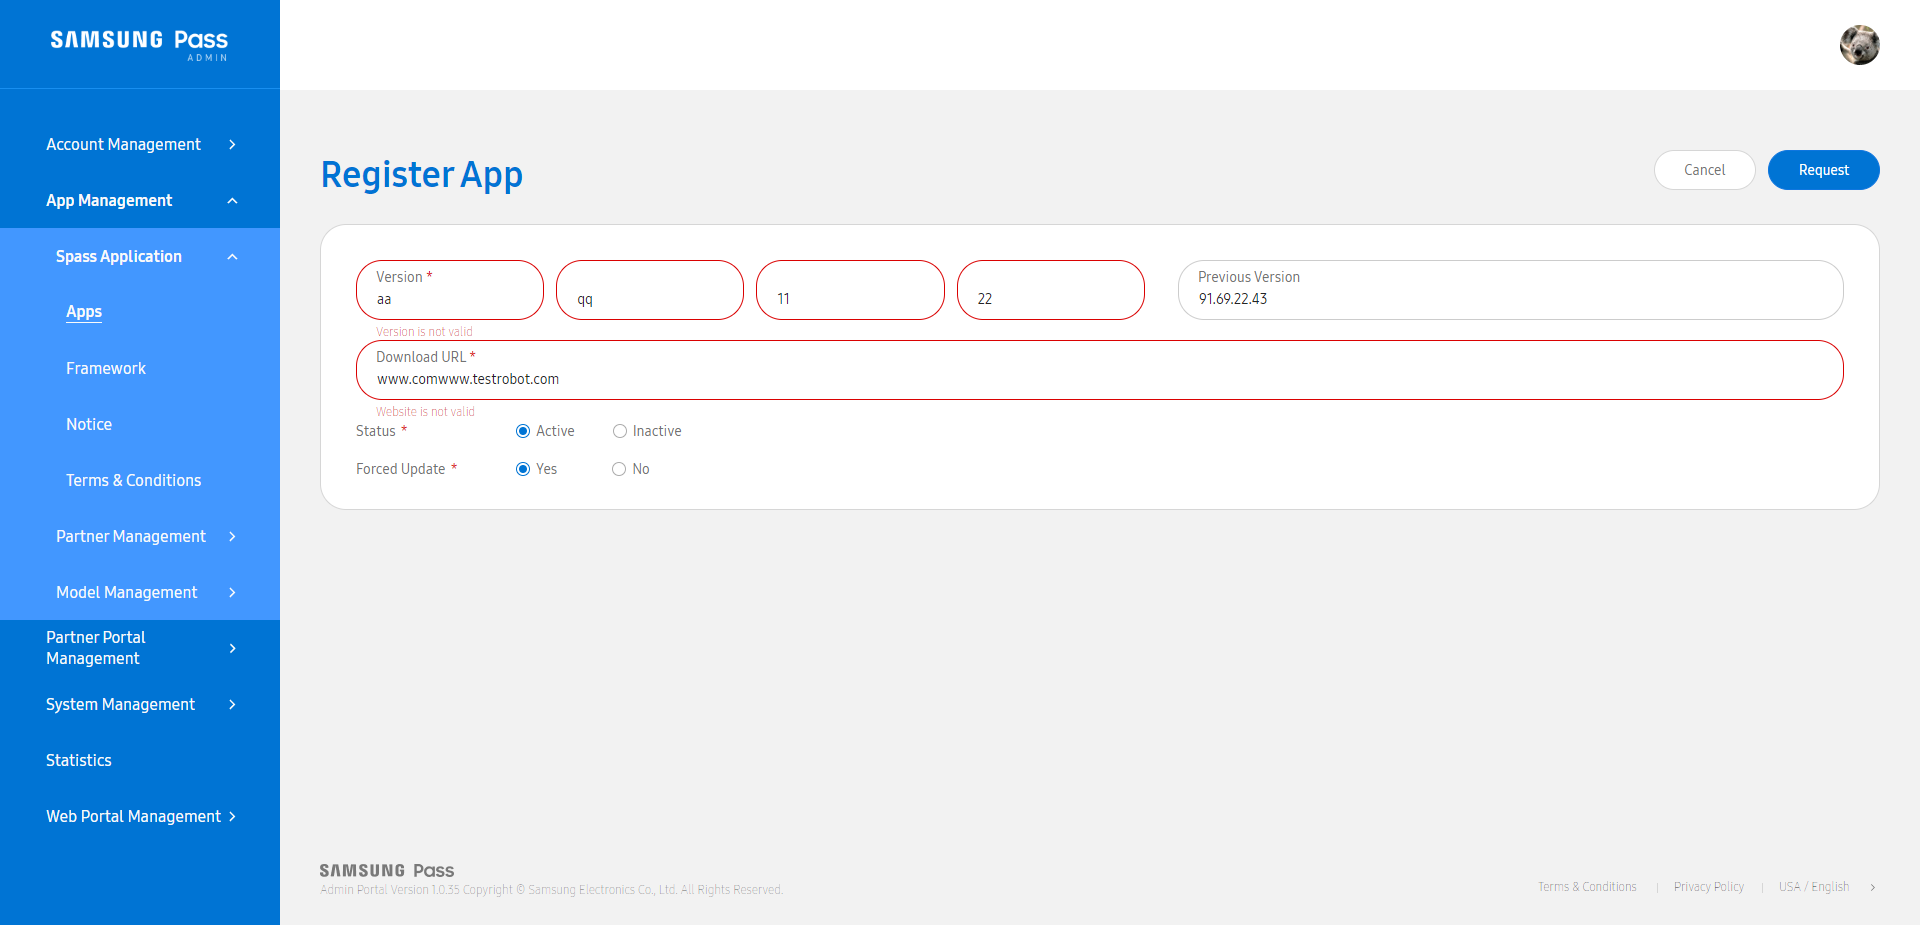 SAMSUNG Pass
ADMIN
Account Management
App Management
Spass Application
Apps
Framework
Notice
Terms & Conditions
Partner Management
Model Management
Partner Portal
Management
System Management
Statistics
Web Portal Management
Register App
Cancel
Request
Version *
aa
qq
11
22
Previous Version
91.69.22.43
Version is not valid
Download URL *
www.comwww.testrobot.com
Website is not valid
Status *
Active
Inactive
Forced Update *
Yes
No
SAMSUNG Pass
Admin Portal Version 1.0.35 Copyright © Samsung Electronics Co., Ltd. All Rights Reserved.
Terms & Conditions
Privacy Policy
USA / English